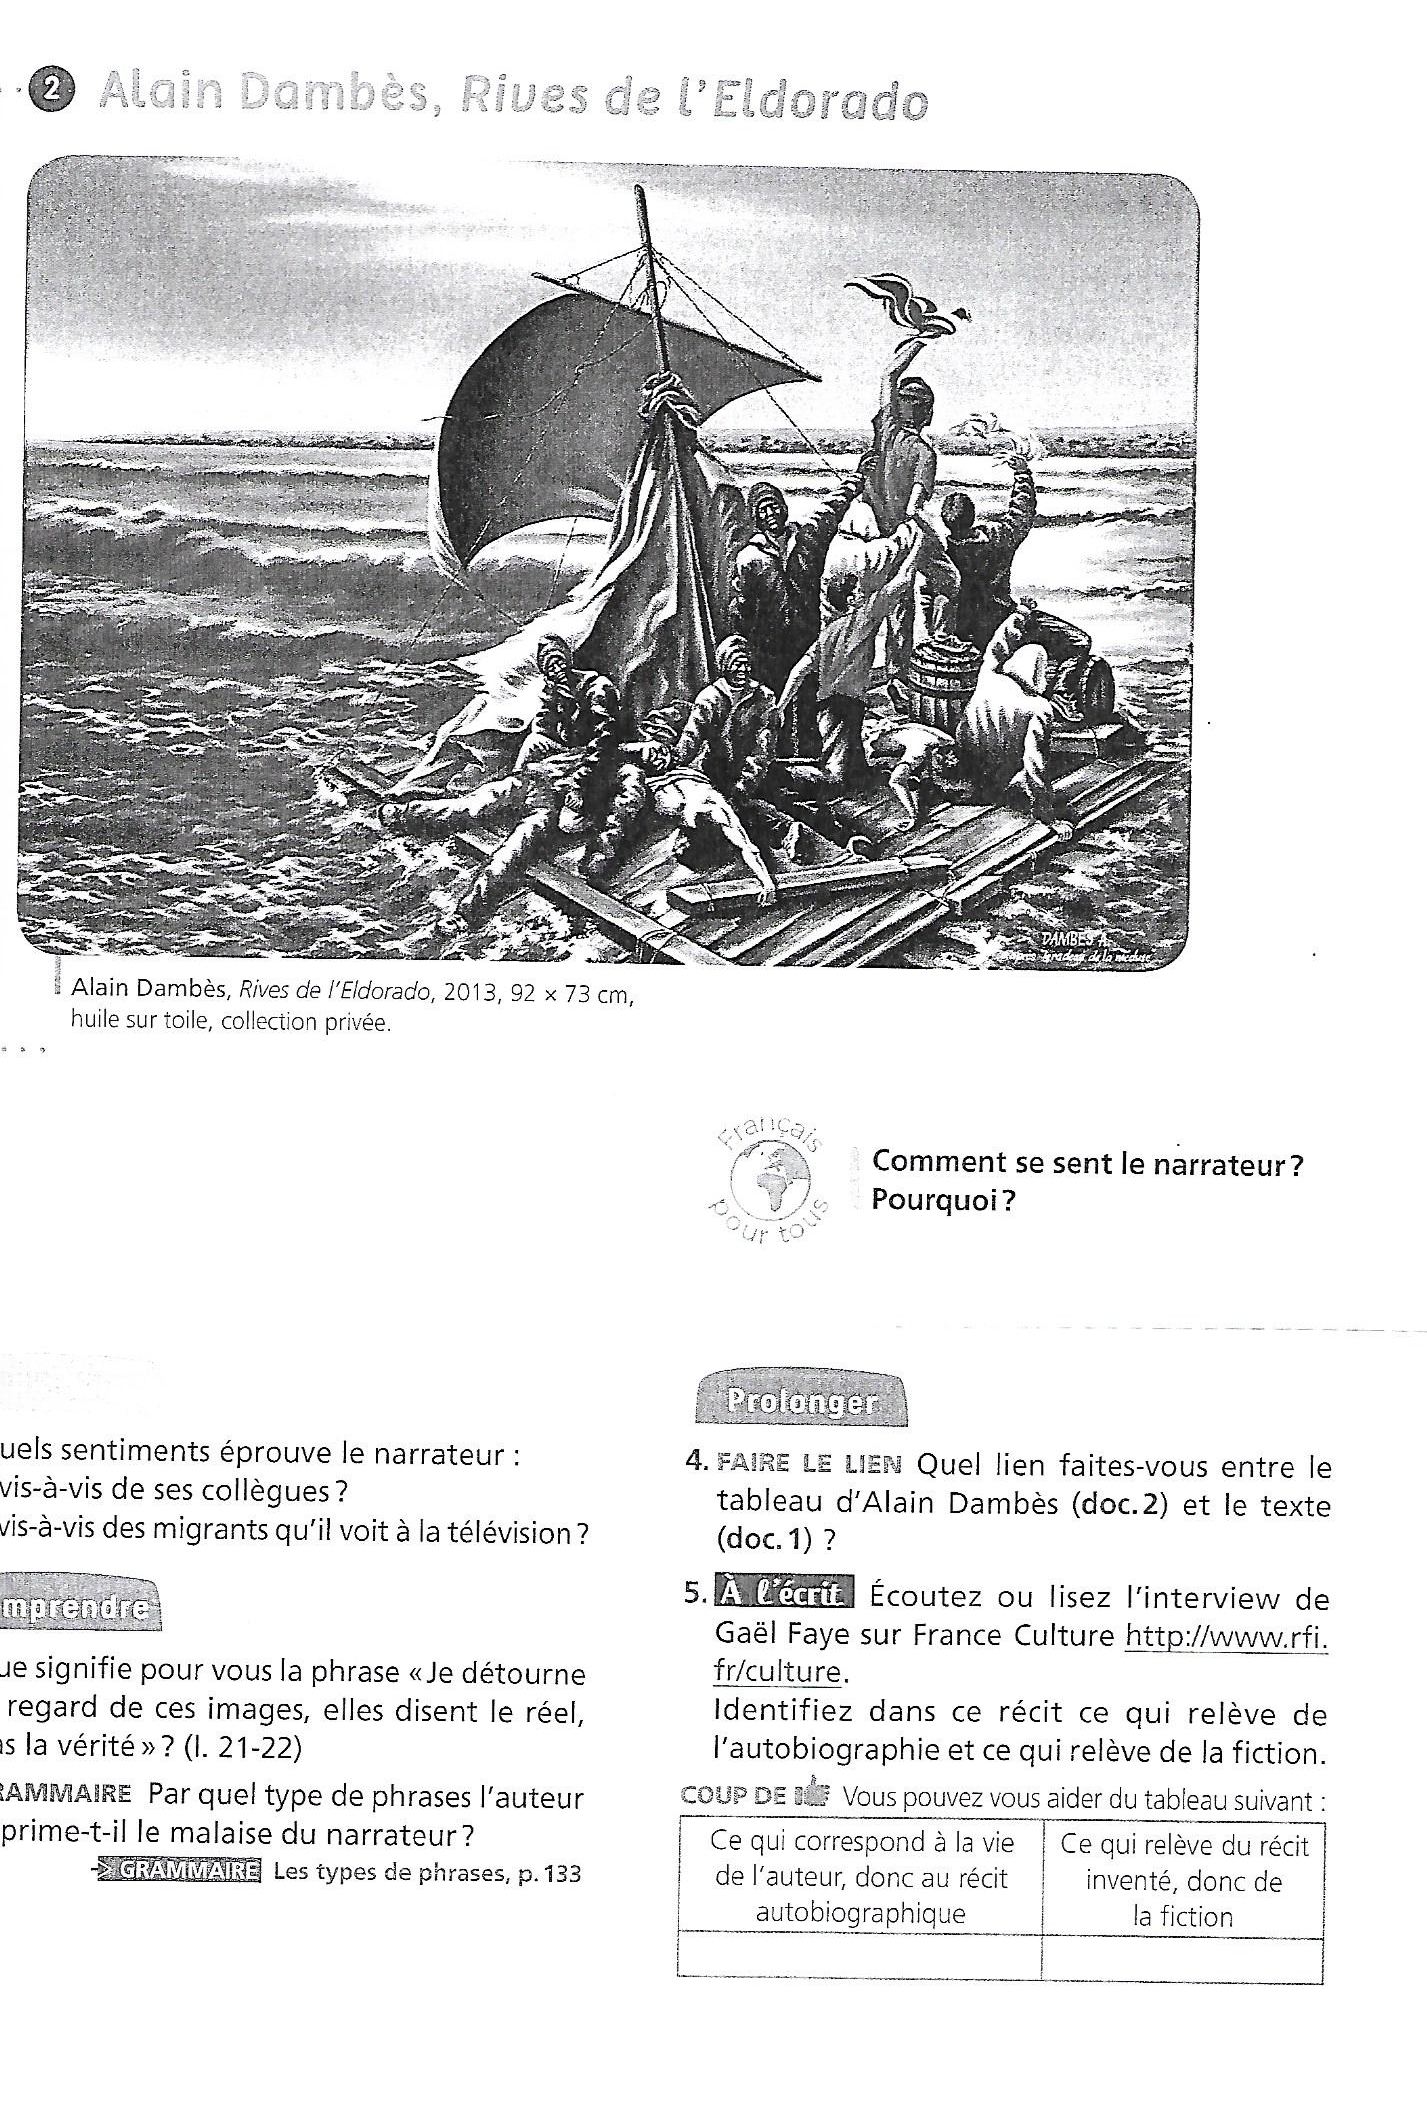 2 Alain Dambès, Rives de l'Eldorado
DAMBES A.
Alain Dambès, Rives de l'Eldorado, 2013, 92 × 73 cm,
huile sur toile, collection privée.
Français
pour tous
Comment se sent le narrateur ?
Pourquoi ?
uels sentiments éprouve le narrateur :
vis-à-vis de ses collègues ?
vis-à-vis des migrants qu'il voit à la télévision ?
mprendre
ue signifie pour vous la phrase « Je détourne
regard de ces images, elles disent le réel,
as la vérité » ? (l. 21-22)
RAMMAIRE Par quel type de phrases l'auteur
prime-t-il le malaise du narrateur ?
GRAMMAIRE Les types de phrases, p. 133
Prolonger
4. FAIRE LE LIEN Quel lien faites-vous entre le
tableau d'Alain Dambès (doc. 2) et le texte
(doc. 1) ?
5. À l'écrit Écoutez ou lisez l'interview de
Gaël Faye sur France Culture http://www.rfi.
fr/culture.
Identifiez dans ce récit ce qui relève de
l'autobiographie et ce qui relève de la fiction.
COUP DE Vous pouvez vous aider du tableau suivant :
Ce qui correspond à la vie
de l'auteur, donc au récit
autobiographique
Ce qui relève du récit
inventé, donc de
la fiction